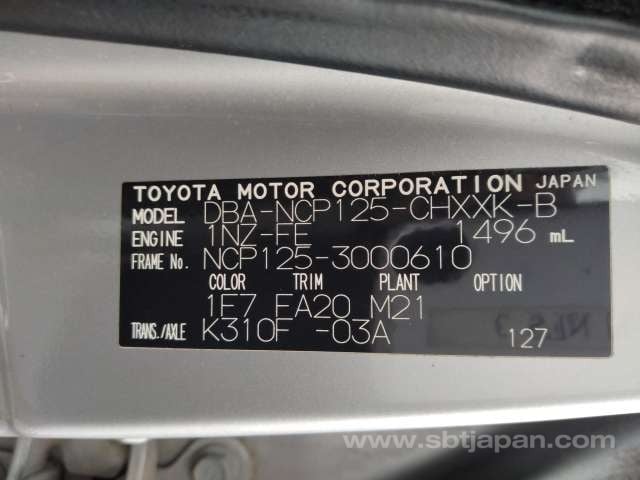 TOYOTA MOTOR CORPORATION JAPAN
MODEL DBA-NCP125-CHXXK-B
ENGINE 1NZ-FE 1496 mL
FRAME No. NCP125-3000610
COLOR TRIM PLANT OPTION
1F7 FA20 M21
TRANS./AXLE K310F -03A
127
www.sbtjapan.com